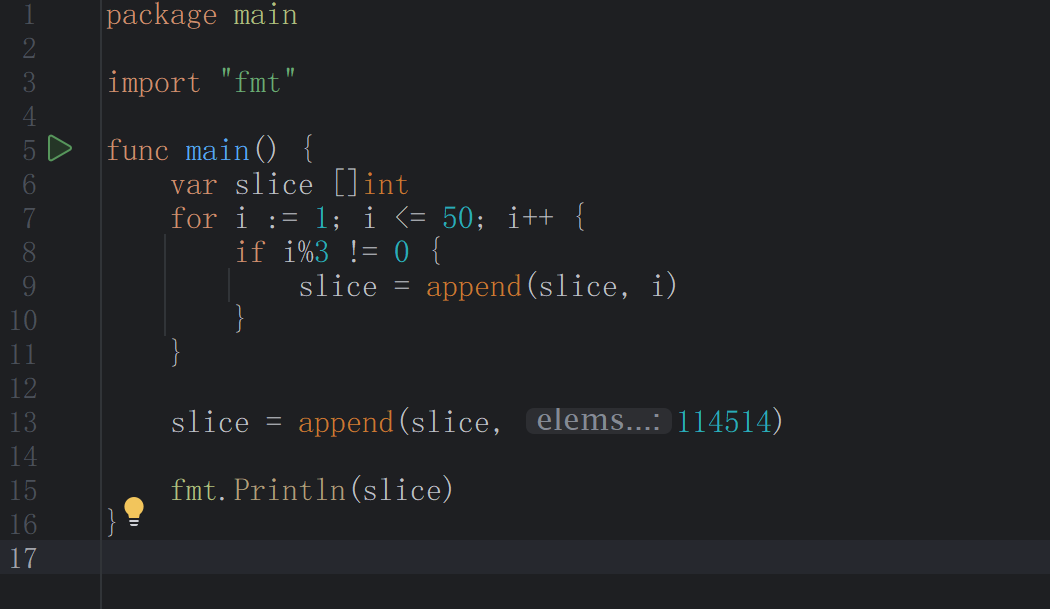 1 package main
2
3 import "fmt"
4
5 func main() {
6     var slice []int
7     for i := 1; i <= 50; i++ {
8         if i%3 != 0 {
9             slice = append(slice, i)
10         }
11     }
12
13     slice = append(slice, elems...: 114514)
14
15     fmt.Println(slice)
16 }
17